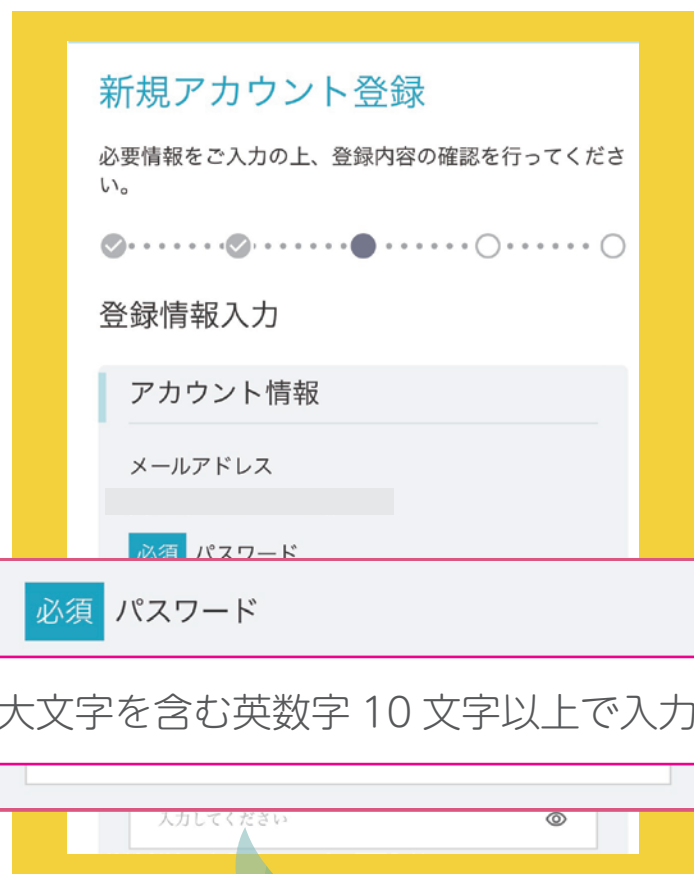 新規アカウント登録
必要情報をご入力の上、登録内容の確認を行ってくださ
い。
登録情報入力
アカウント情報
メールアドレス
必須 パスワード
必須 パスワード
大文字を含む英数字 10 文字以上で入力
入力してください